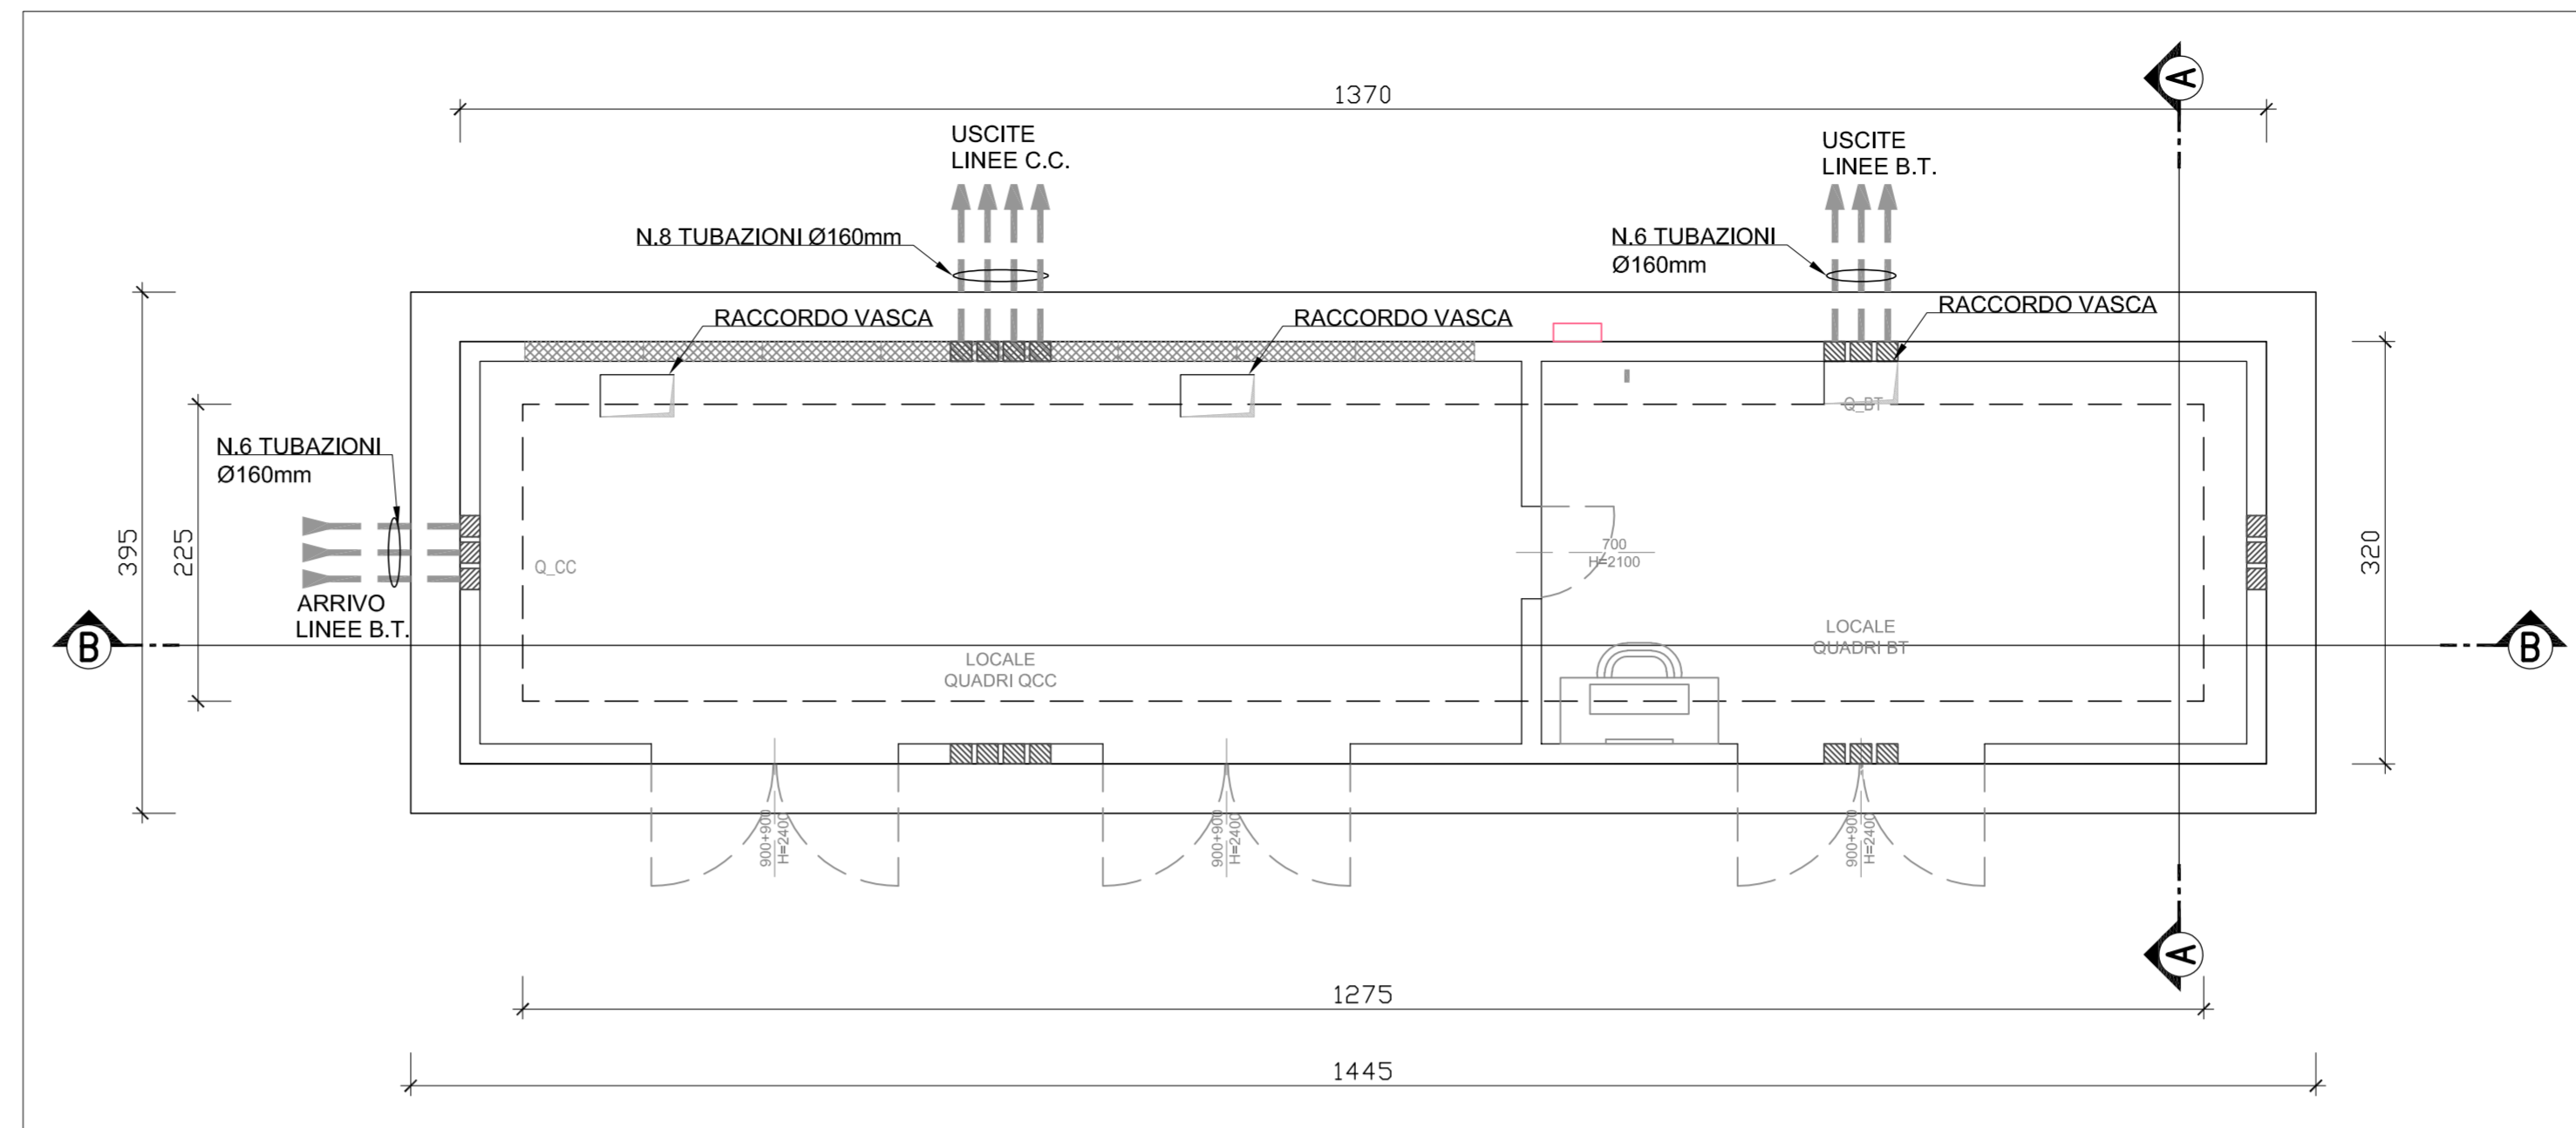 A
1370
USCITE
LINEE C.C.
USCITE
LINEE B.T.
N.8 TUBAZIONI Ø160mm
N.6 TUBAZIONI
Ø160mm
RACCORDO VASCA
RACCORDO VASCA
RACCORDO VASCA
Q_BT
N.6 TUBAZIONI
Ø160mm
395
225
320
Q_CC
700
H=2100
ARRIVO
LINEE B.T.
B
B
LOCALE
QUADRI QCC
LOCALE
QUADRI BT
900+900
H=2400
900+900
H=2400
900+900
H=2400
A
1275
1445